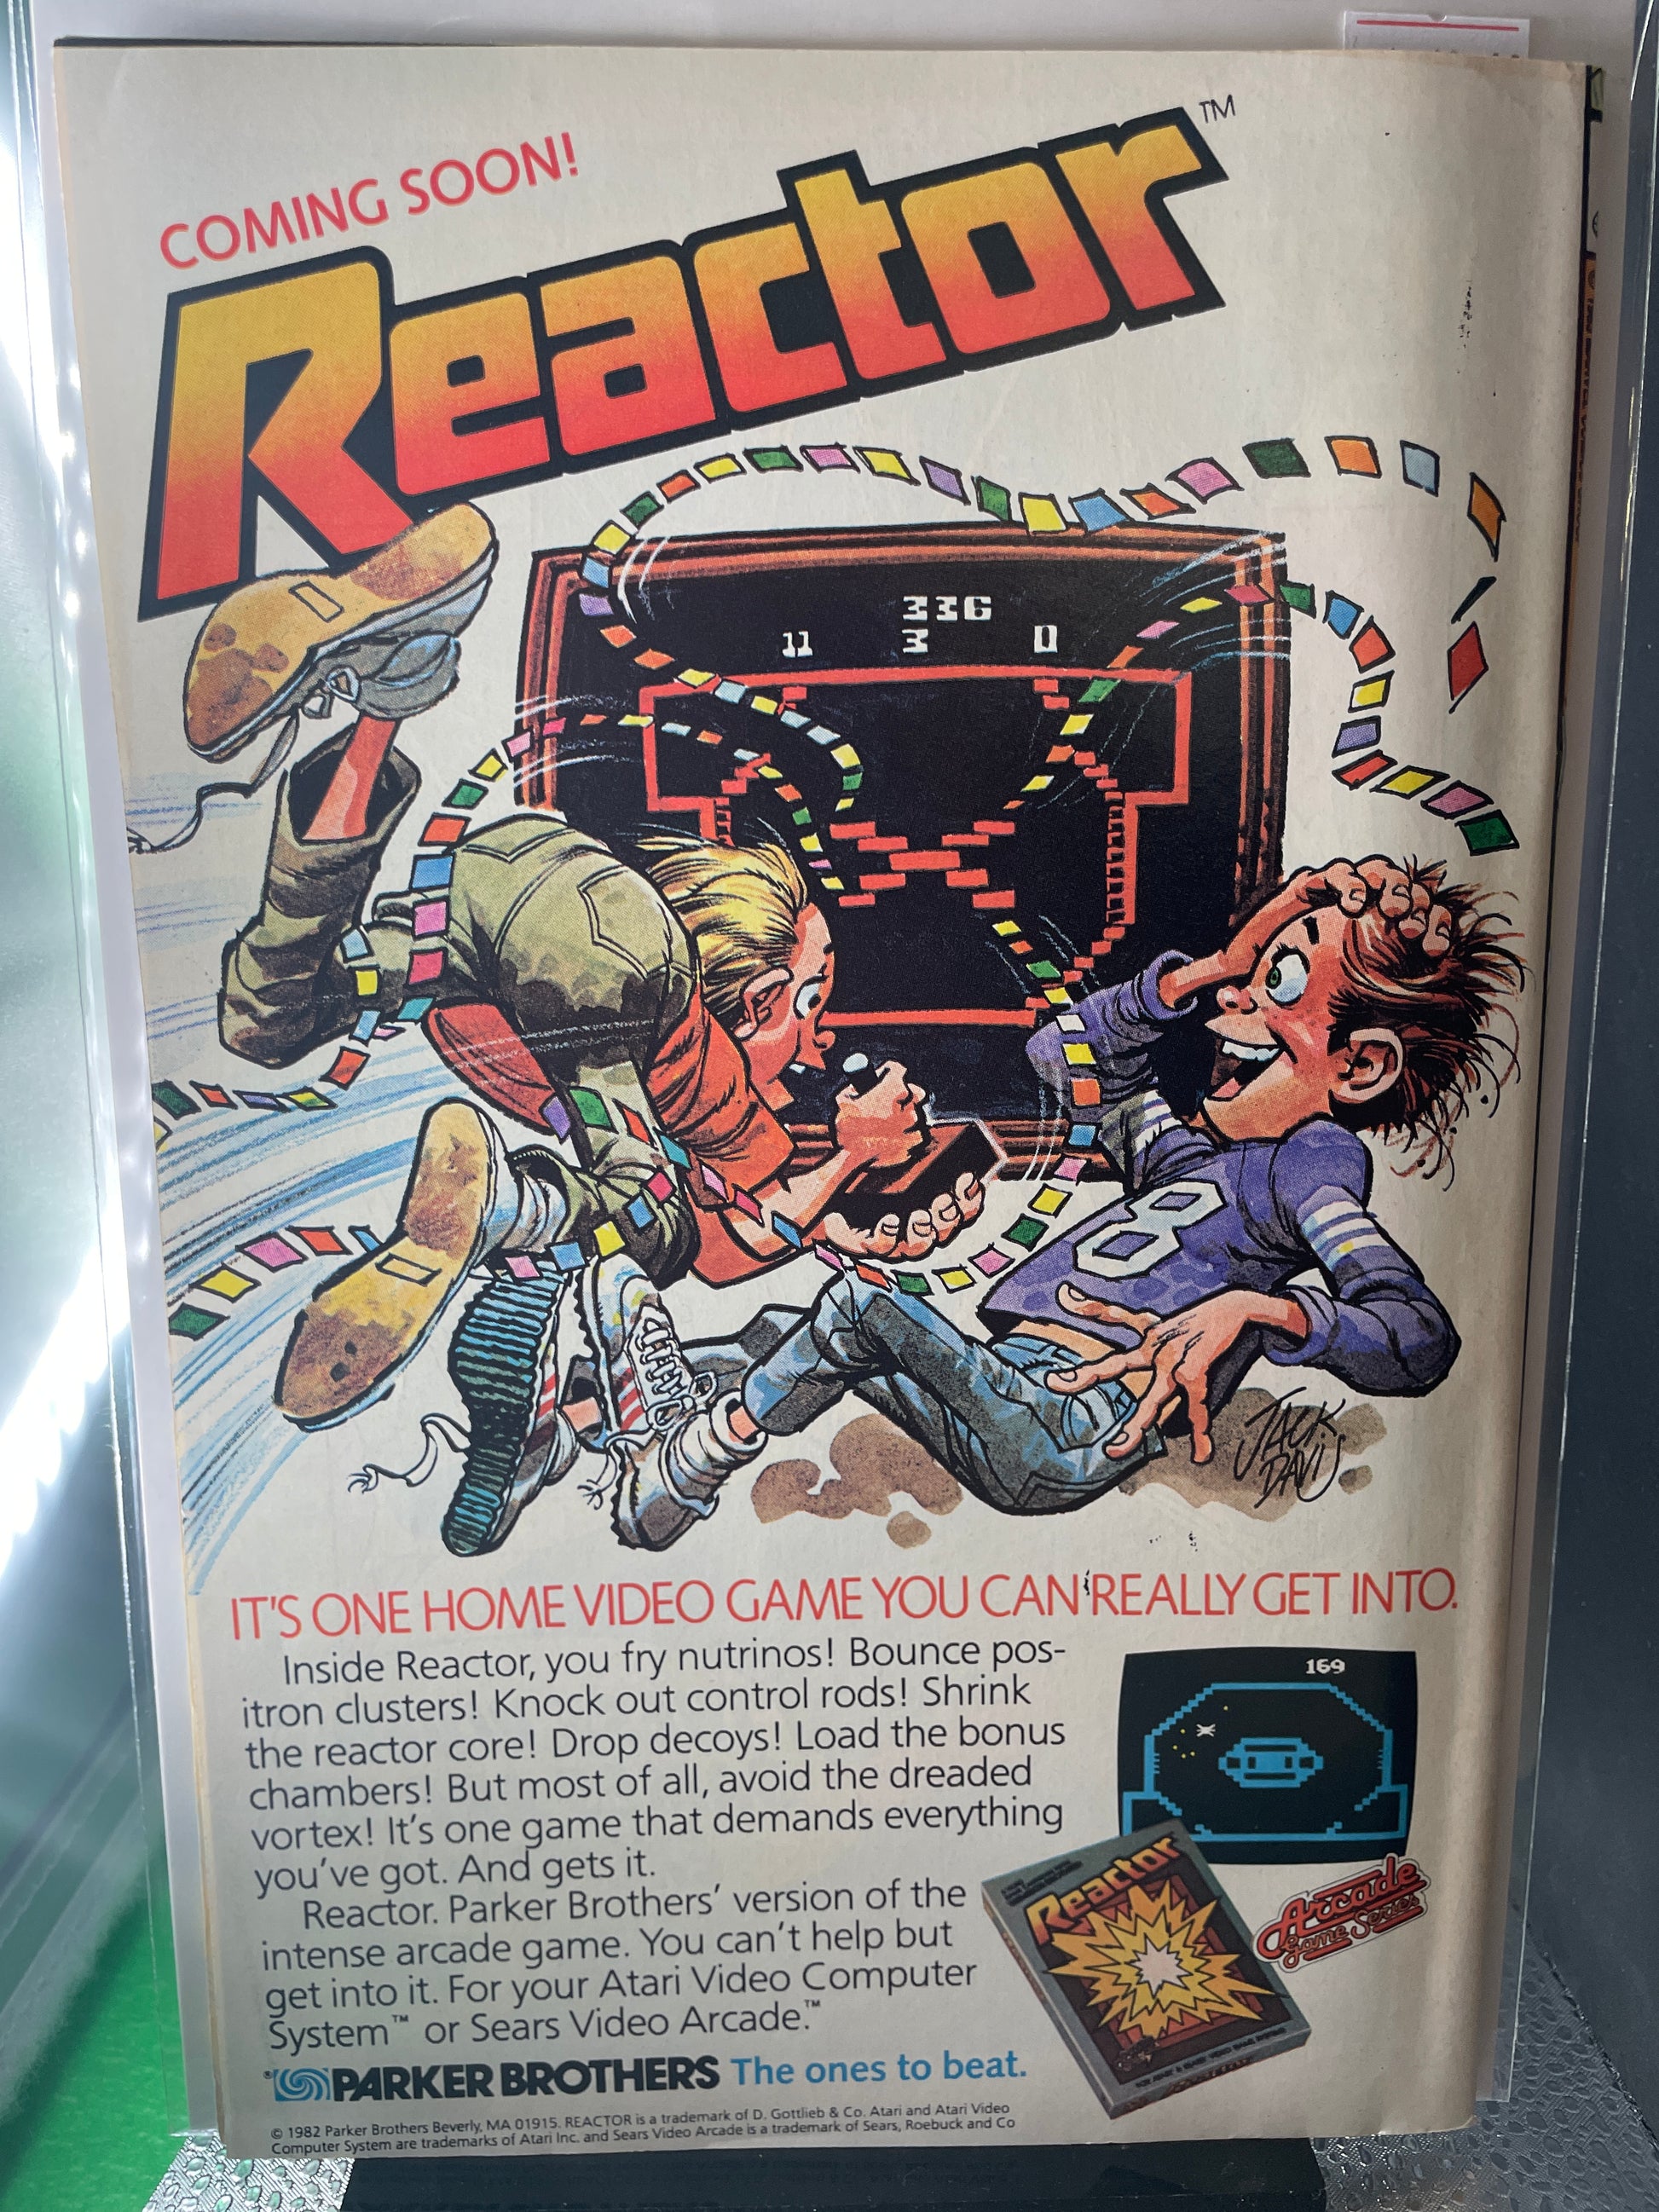 COMING SOON!
Reactor™
336
11 3 0
8
JACK
DAVIS
IT'S ONE HOME VIDEO GAME YOU CAN REALLY GET INTO.
Inside Reactor, you fry nutrinos! Bounce pos-
itron clusters! Knock out control rods! Shrink
the reactor core! Drop decoys! Load the bonus
chambers! But most of all, avoid the dreaded
vortex! It's one game that demands everything
you've got. And gets it.
Reactor. Parker Brothers' version of the
intense arcade game. You can't help but
get into it. For your Atari Video Computer
System™ or Sears Video Arcade.™
169
Reactor
Arcade
Game Series
® PARKER BROTHERS The ones to beat.
© 1982 Parker Brothers Beverly, MA 01915. REACTOR is a trademark of D. Gottlieb & Co. Atari and Atari Video
Computer System are trademarks of Atari Inc. and Sears Video Arcade is a trademark of Sears, Roebuck and Co